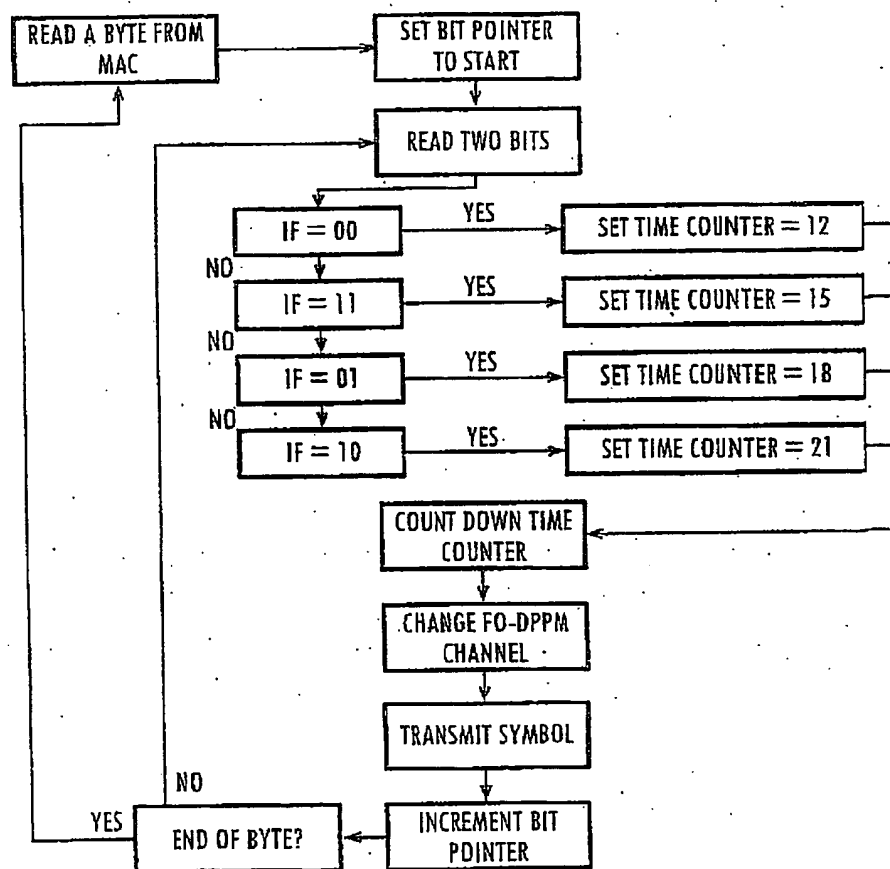 READ A BYTE FROM
MAC
SET BIT POINTER
TO START
READ TWO BITS
IF = 00
YES
SET TIME COUNTER = 12
NO
IF = 11
YES
SET TIME COUNTER = 15
NO
IF = 01
YES
SET TIME COUNTER = 18
NO
IF = 10
YES
SET TIME COUNTER = 21
COUNT DOWN TIME
COUNTER
CHANGE FO-DPPM
CHANNEL
TRANSMIT SYMBOL
INCREMENT BIT
POINTER
END OF BYTE?
NO
YES